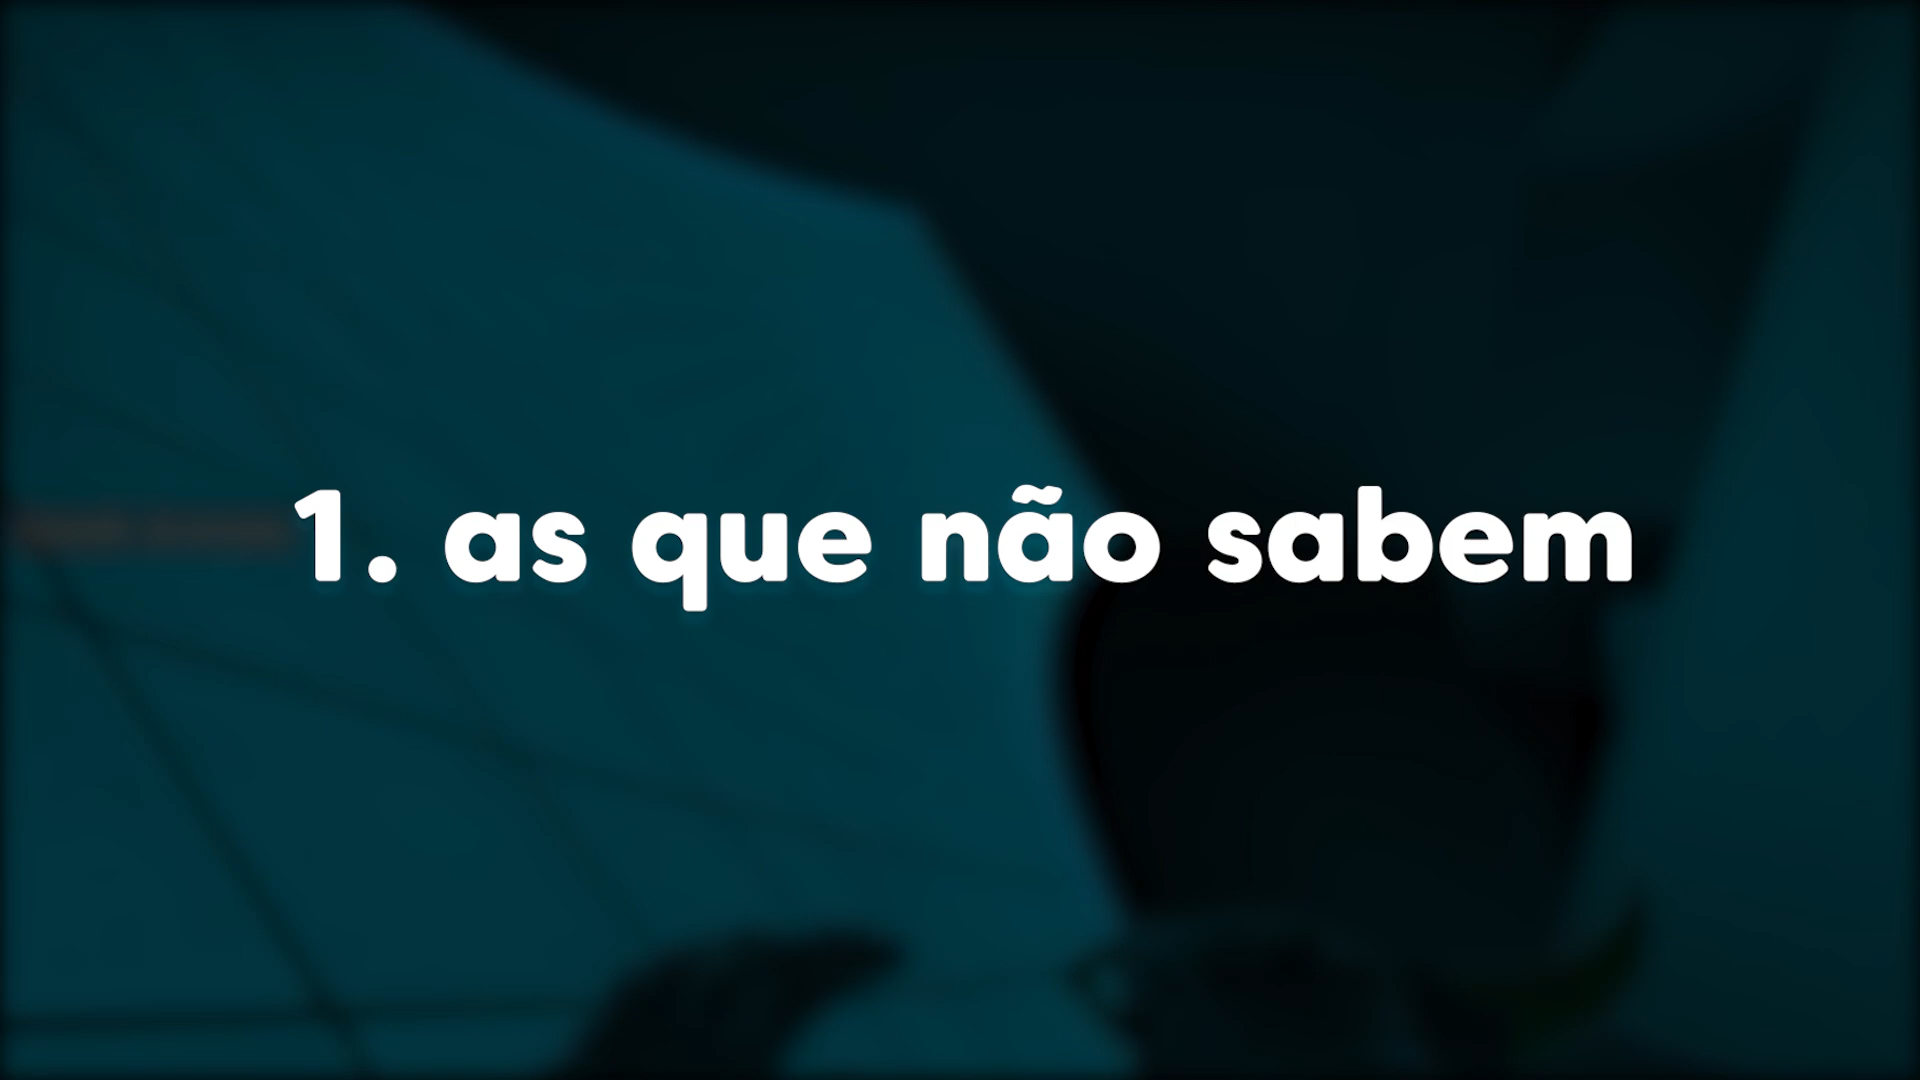 1. as que não sabem